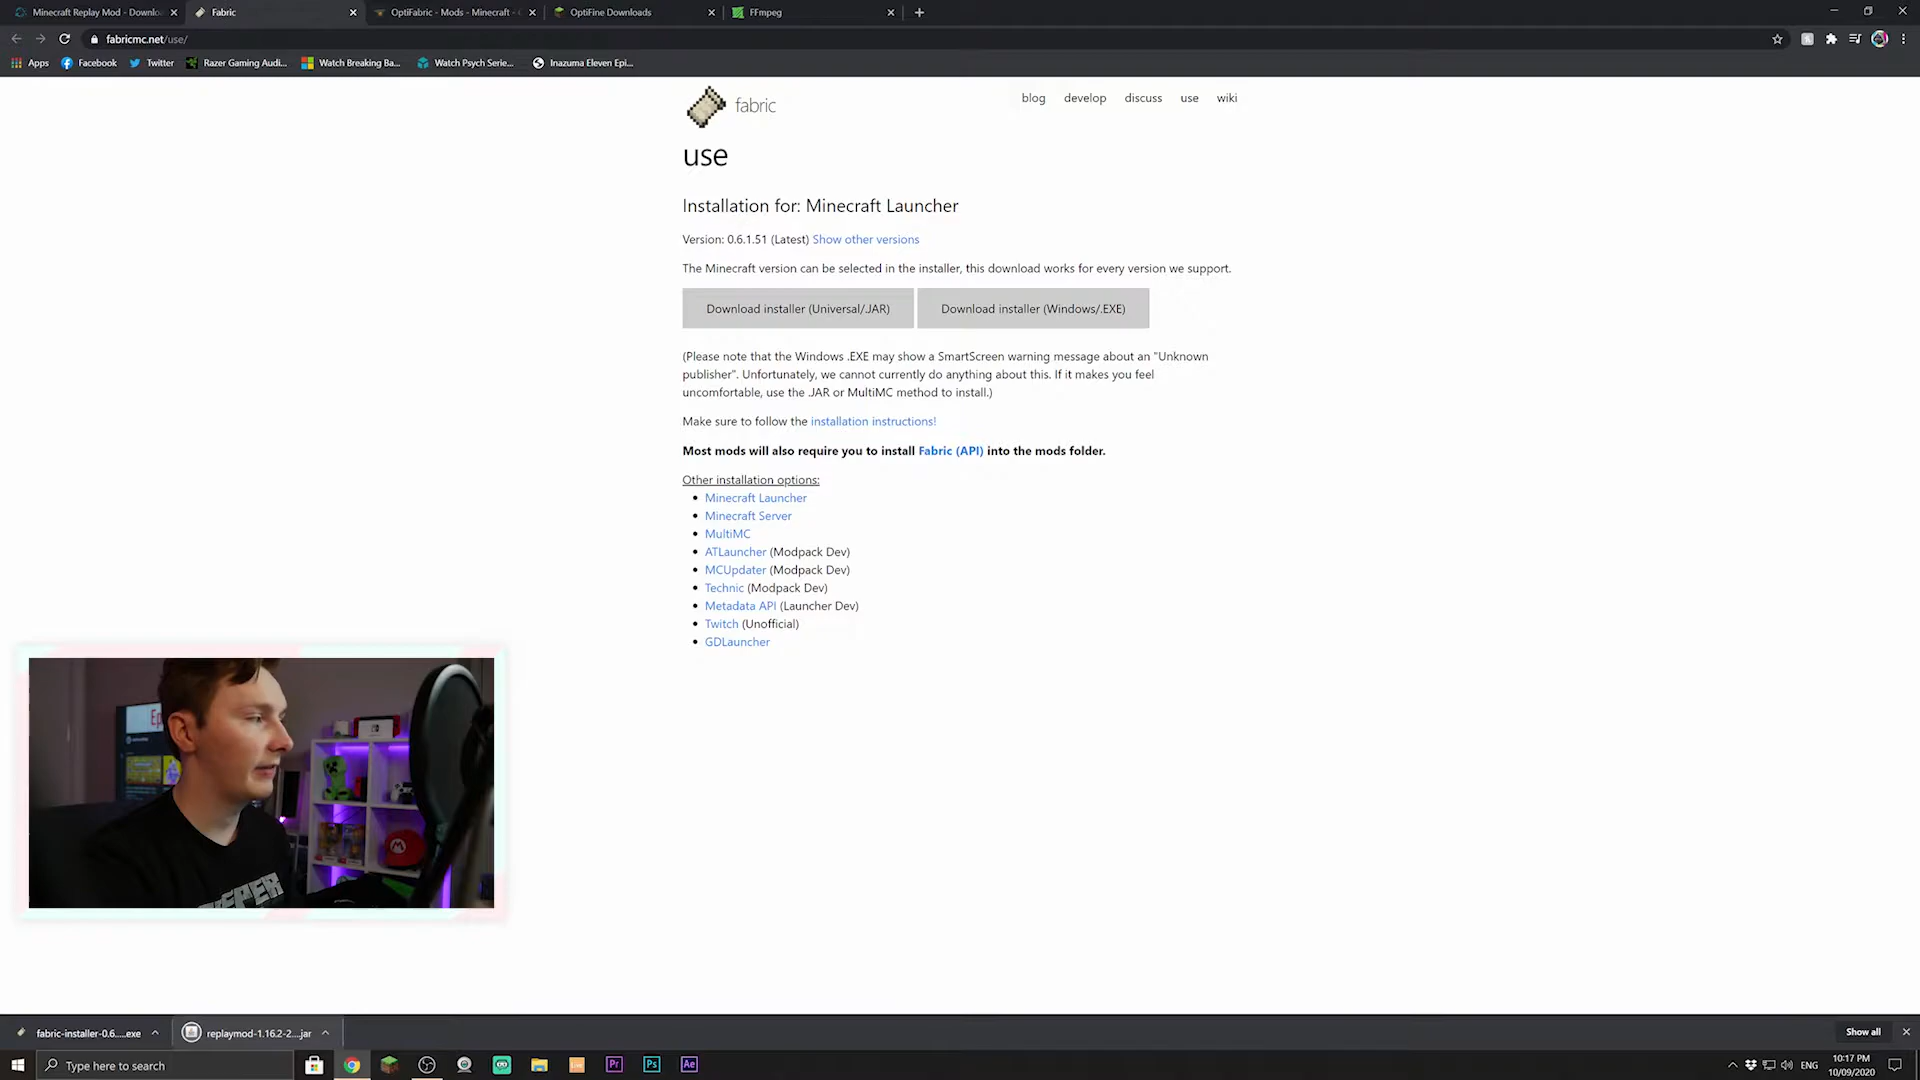 Minecraft Replay Mod - Downlo
Fabric
OptiFabric - Mods - Minecraft -
OptiFine Downloads
FFmpeg
fabricmc.net/use/
Apps
Facebook
Twitter
Razer Gaming Audi...
Watch Breaking Ba...
Watch Psych Serie...
Inazuma Eleven Epi...
fabric
blog
develop
discuss
use
wiki
use
Installation for: Minecraft Launcher
Version: 0.6.1.51 (Latest) Show other versions
The Minecraft version can be selected in the installer, this download works for every version we support.
Download installer (Universal/.JAR)
Download installer (Windows/.EXE)
(Please note that the Windows .EXE may show a SmartScreen warning message about an "Unknown
publisher". Unfortunately, we cannot currently do anything about this. If it makes you feel
uncomfortable, use the .JAR or MultiMC method to install.)
Make sure to follow the installation instructions!
Most mods will also require you to install Fabric (API) into the mods folder.
Other installation options:
Minecraft Launcher
Minecraft Server
MultiMC
ATLauncher (Modpack Dev)
MCUpdater (Modpack Dev)
Technic (Modpack Dev)
Metadata API (Launcher Dev)
Twitch (Unofficial)
GDLauncher
fabric-installer-0.6....exe
replaymod-1.16.2-2....jar
Show all
Type here to search
Pr
Ps
Ae
ENG
10:17 PM
10/09/2020